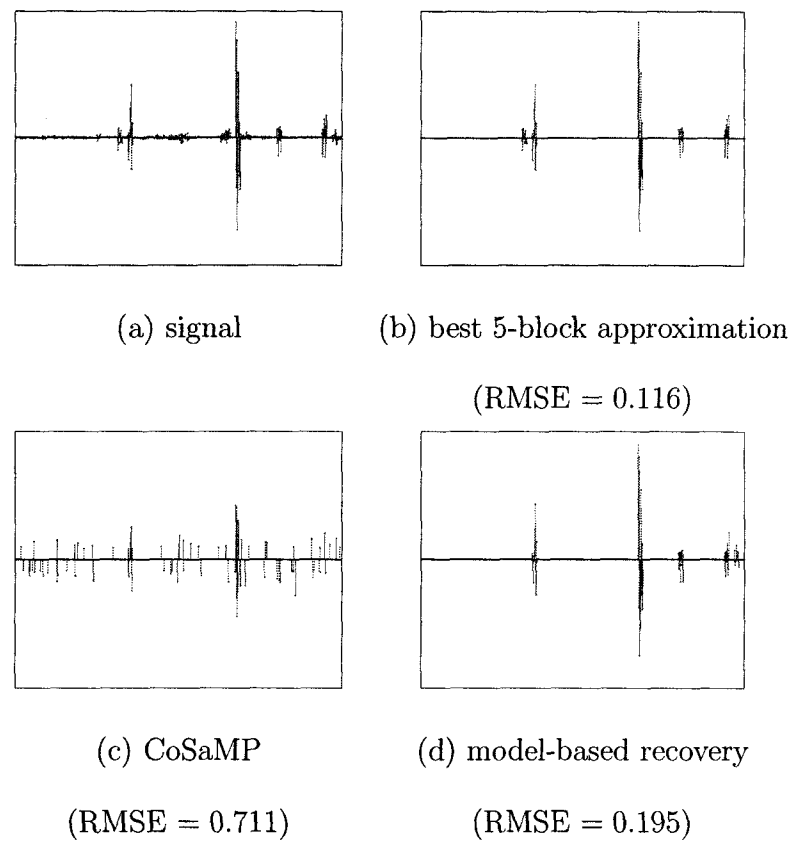 (a) signal
(b) best 5-block approximation
(RMSE = 0.116)
(c) CoSaMP
(RMSE = 0.711)
(d) model-based recovery
(RMSE = 0.195)